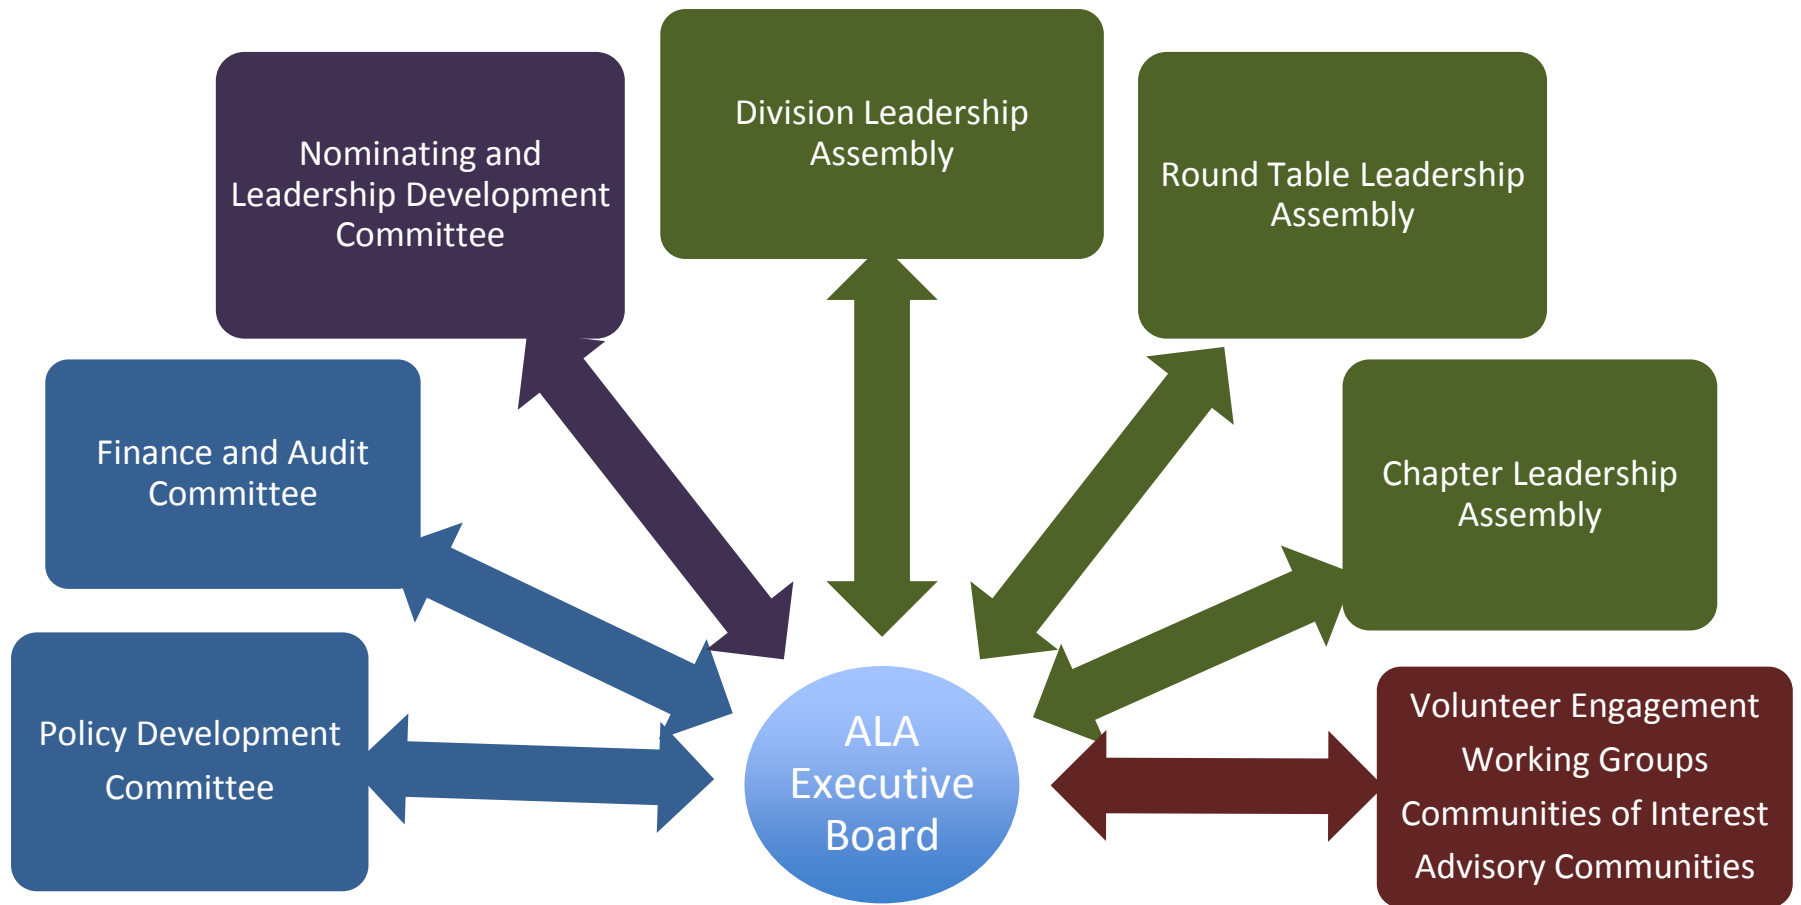 Division Leadership
Assembly
Nominating and
Leadership Development
Committee
Round Table Leadership
Assembly
Finance and Audit
Committee
Chapter Leadership
Assembly
Policy Development
Committee
ALA
Executive
Board
Volunteer Engagement
Working Groups
Communities of Interest
Advisory Communities